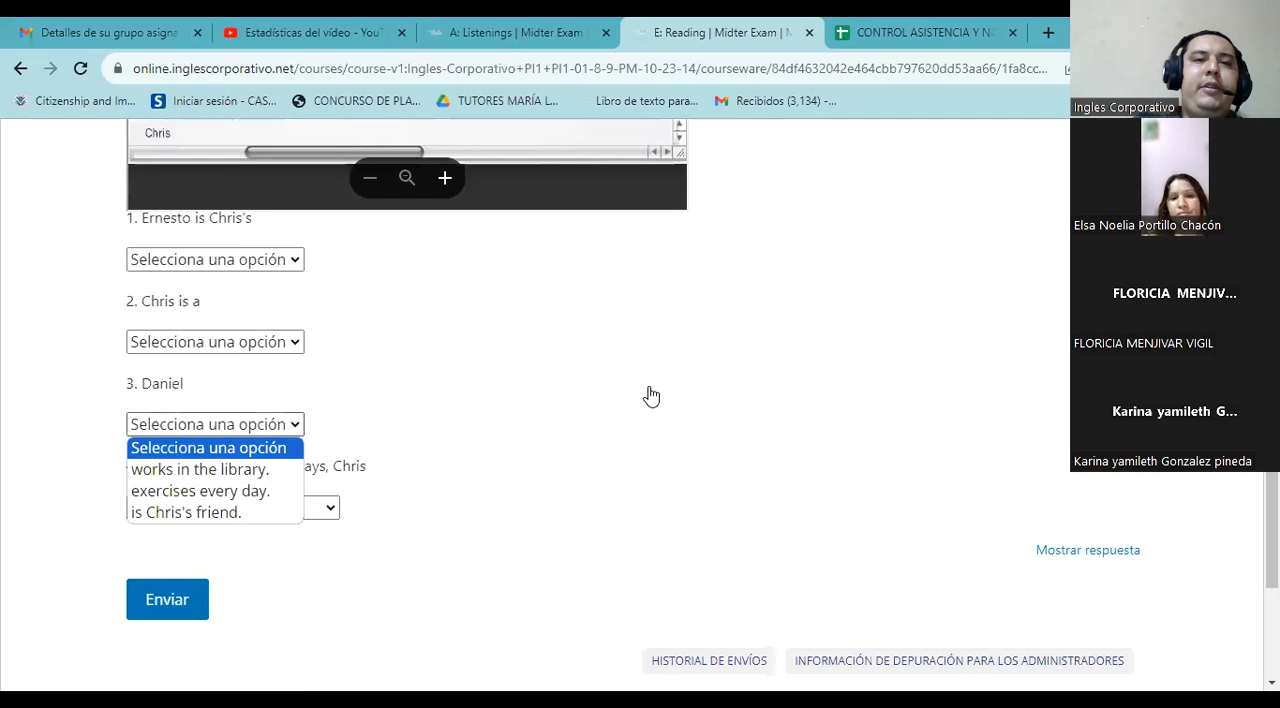 Detalles de su grupo asigna
Estadísticas del vídeo - YouT
A: Listenings | Midter Exam |
E: Reading | Midter Exam | M
CONTROL ASISTENCIA Y N
online.inglescorporativo.net/courses/course-v1:Ingles-Corporativo+PI1+PI1-01-8-9-PM-10-23-14/courseware/84df4632042e464cbb797620dd53aa66/1fa8cc...
Citizenship and Im...
Iniciar sesión - CAS...
CONCURSO DE PLA...
TUTORES MARÍA L...
Libro de texto para...
Recibidos (3,134) -...
Ingles Corporativo
Elsa Noelia Portillo Chacón
FLORICIA MENJIV...
FLORICIA MENJIVAR VIGIL
Karina yamileth G...
Karina yamileth Gonzalez pineda
Chris
1. Ernesto is Chris's
Selecciona una opción
2. Chris is a
Selecciona una opción
3. Daniel
Selecciona una opción
Selecciona una opción
works in the library.
exercises every day.
is Chris's friend.
ays, Chris
Mostrar respuesta
Enviar
HISTORIAL DE ENVÍOS
INFORMACIÓN DE DEPURACIÓN PARA LOS ADMINISTRADORES